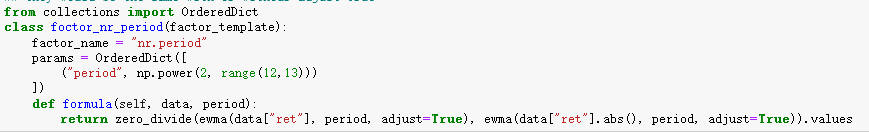 from collections import OrderedDict
class foctor_nr_period(factor_template):
    factor_name = "nr.period"
    params = OrderedDict([
        ("period", np.power(2, range(12,13)))
    ])
    def formula(self, data, period):
        return zero_divide(ewma(data["ret"], period, adjust=True), ewma(data["ret"].abs(), period, adjust=True)).values